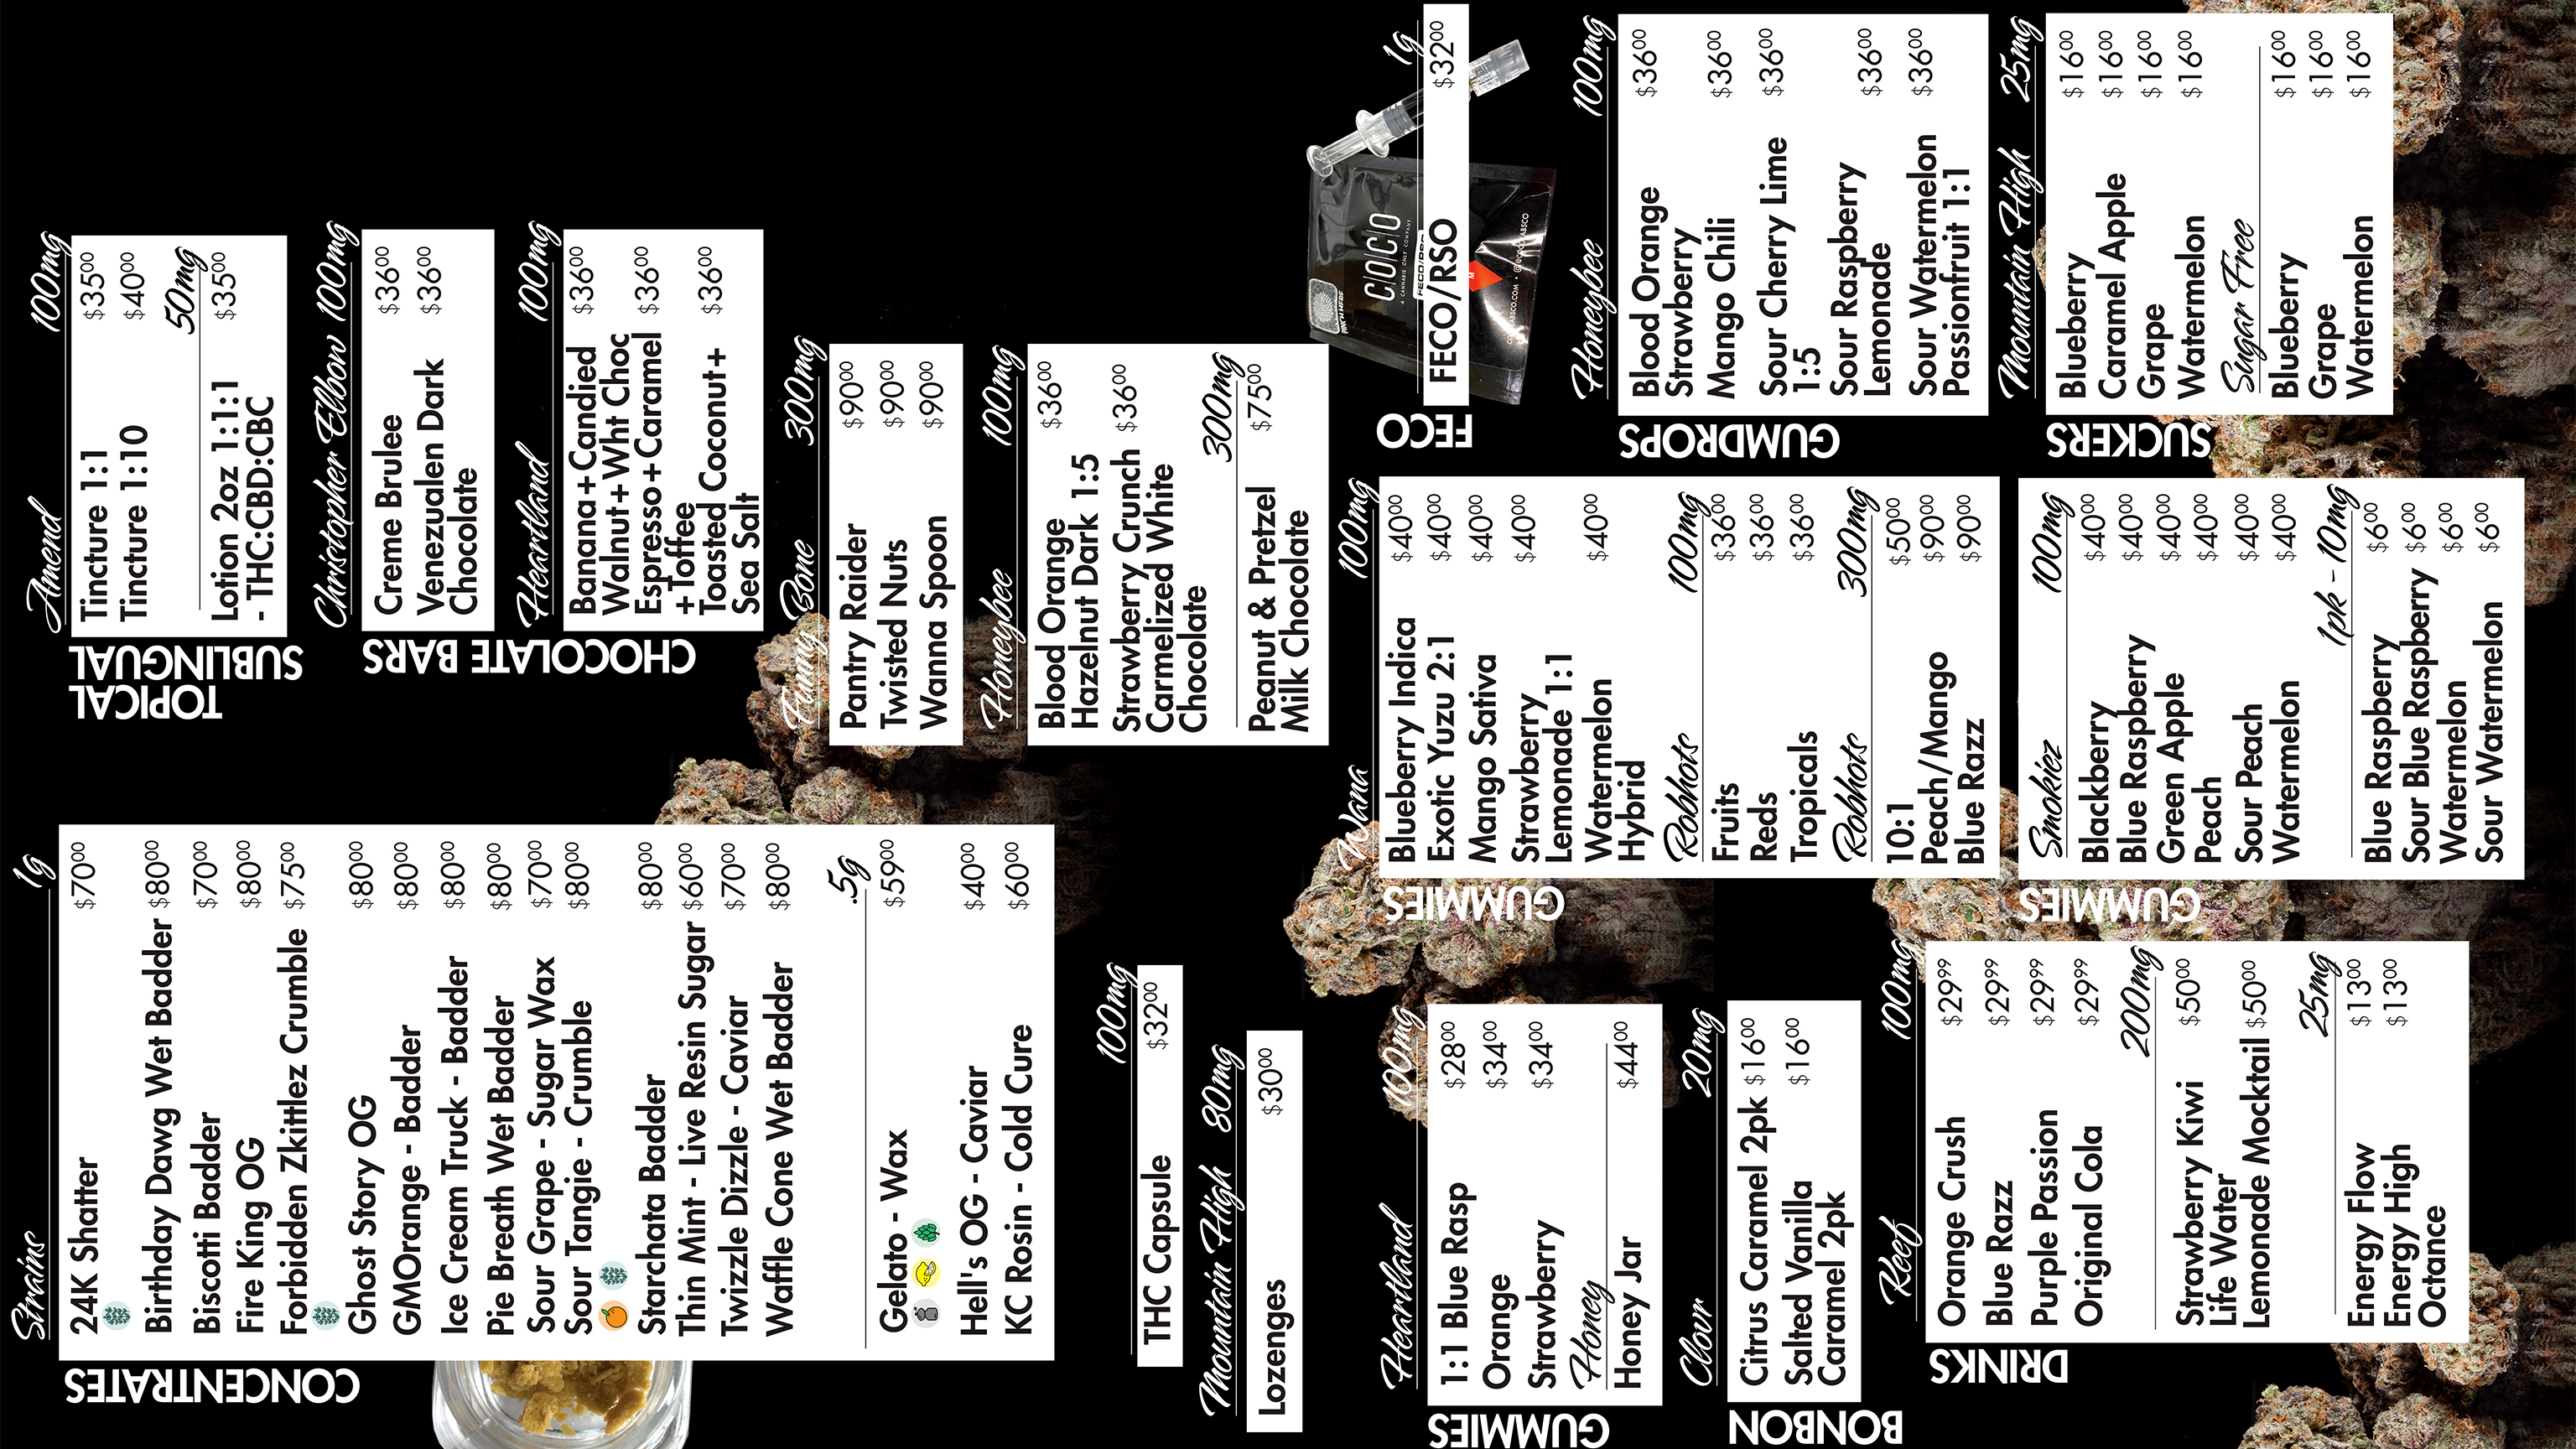 CONCENTRATES
Strains 1g
24K Shatter $70.00
Birthday Dawg Wet Badder $80.00
Biscotti Badder $70.00
Fire King OG $80.00
Forbidden Zkittlez Crumble $75.00
Ghost Story OG $80.00
GMOrange - Badder $80.00
Ice Cream Truck - Badder $80.00
Pie Breath Wet Badder $80.00
Sour Grape - Sugar Wax $70.00
Sour Tangie - Crumble $80.00
Starchata Badder $80.00
Thin Mint - Live Resin Sugar $60.00
Twizzle Dizzle - Caviar $70.00
Waffle Cone Wet Badder $80.00
.5g
Gelato - Wax $59.00
Hell's OG - Caviar $40.00
KC Rosin - Cold Cure $60.00
100mg
THC Capsule $32.00
Mountain High 80mg
Lozenges $30.00
GUMMIES
Heartland 100mg
1:1 Blue Rasp $28.00
Orange $34.00
Strawberry $34.00
Honey
Honey Jar $44.00
BONBON
Clovr 20mg
Citrus Caramel 2pk $16.00
Salted Vanilla $16.00
Caramel 2pk
DRINKS
Keef 100mg
Orange Crush $29.99
Blue Razz $29.99
Purple Passion $29.99
Original Cola $29.99
200mg
Strawberry Kiwi $50.00
Life Water
Lemonade Mocktail $50.00
25mg
Energy Flow $13.00
Energy High $13.00
Octance
TOPICAL
SUBLINGUAL
Amend 100mg
Tincture 1:1 $35.00
Tincture 1:10 $40.00
50mg
Lotion 2oz 1:1:1 $35.00
- THC:CBD:CBC
CHOCOLATE BARS
Christopher Elbow 100mg
Creme Brulee $36.00
Venezualen Dark $36.00
Chocolate
Heartland 100mg
Banana+Candied $36.00
Walnut+Wht Choc
Espresso+Caramel $36.00
+Toffee
Toasted Coconut+ $36.00
Sea Salt
Funny Bone 300mg
Pantry Raider $90.00
Twisted Nuts $90.00
Wanna Spoon $90.00
Honeybee 100mg
Blood Orange $36.00
Hazelnut Dark 1:5
Strawberry Crunch $36.00
Carmelized White
Chocolate
300mg
Peanut & Pretzel $75.00
Milk Chocolate
GUMMIES
Wana 100mg
Blueberry Indica $40.00
Exotic Yuzu 2:1 $40.00
Mango Sativa $40.00
Strawberry $40.00
Lemonade 1:1
Watermelon $40.00
Hybrid
Robhots 100mg
Fruits $36.00
Reds $36.00
Tropicals $36.00
Robhots 300mg
10:1 $50.00
Peach/Mango $90.00
Blue Razz $90.00
GUMMIES
Smokiez 100mg
Blackberry $40.00
Blue Raspberry $40.00
Green Apple $40.00
Peach $40.00
Sour Peach $40.00
Watermelon $40.00
1pk - 10mg
Blue Raspberry $6.00
Sour Blue Raspberry $6.00
Watermelon $6.00
Sour Watermelon $6.00
FECO
1g
FECO/RSO $32.00
C|O|C|O
A CANNABIS ONLY COMPANY
GUMDROPS
Honeybee 100mg
Blood Orange $36.00
Strawberry
Mango Chili $36.00
Sour Cherry Lime $36.00
1:5
Sour Raspberry $36.00
Lemonade
Sour Watermelon $36.00
Passionfruit 1:1
SUCKERS
Mountain High 25mg
Blueberry $16.00
Caramel Apple $16.00
Grape $16.00
Watermelon $16.00
Sugar Free
Blueberry $16.00
Grape $16.00
Watermelon $16.00